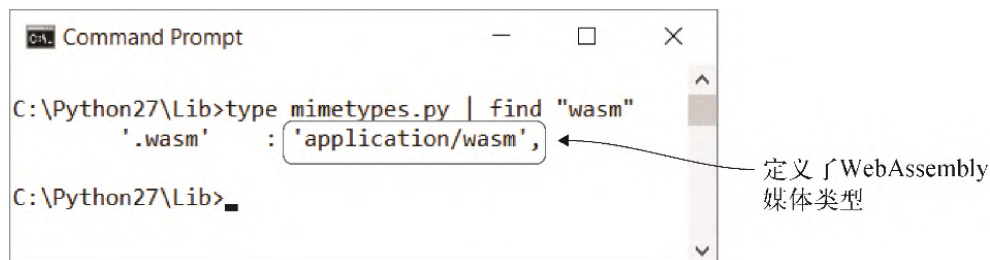 Command Prompt
C:\Python27\Lib>type mimetypes.py | find "wasm"
'.wasm' : 'application/wasm',
C:\Python27\Lib>
定义了WebAssembly
媒体类型